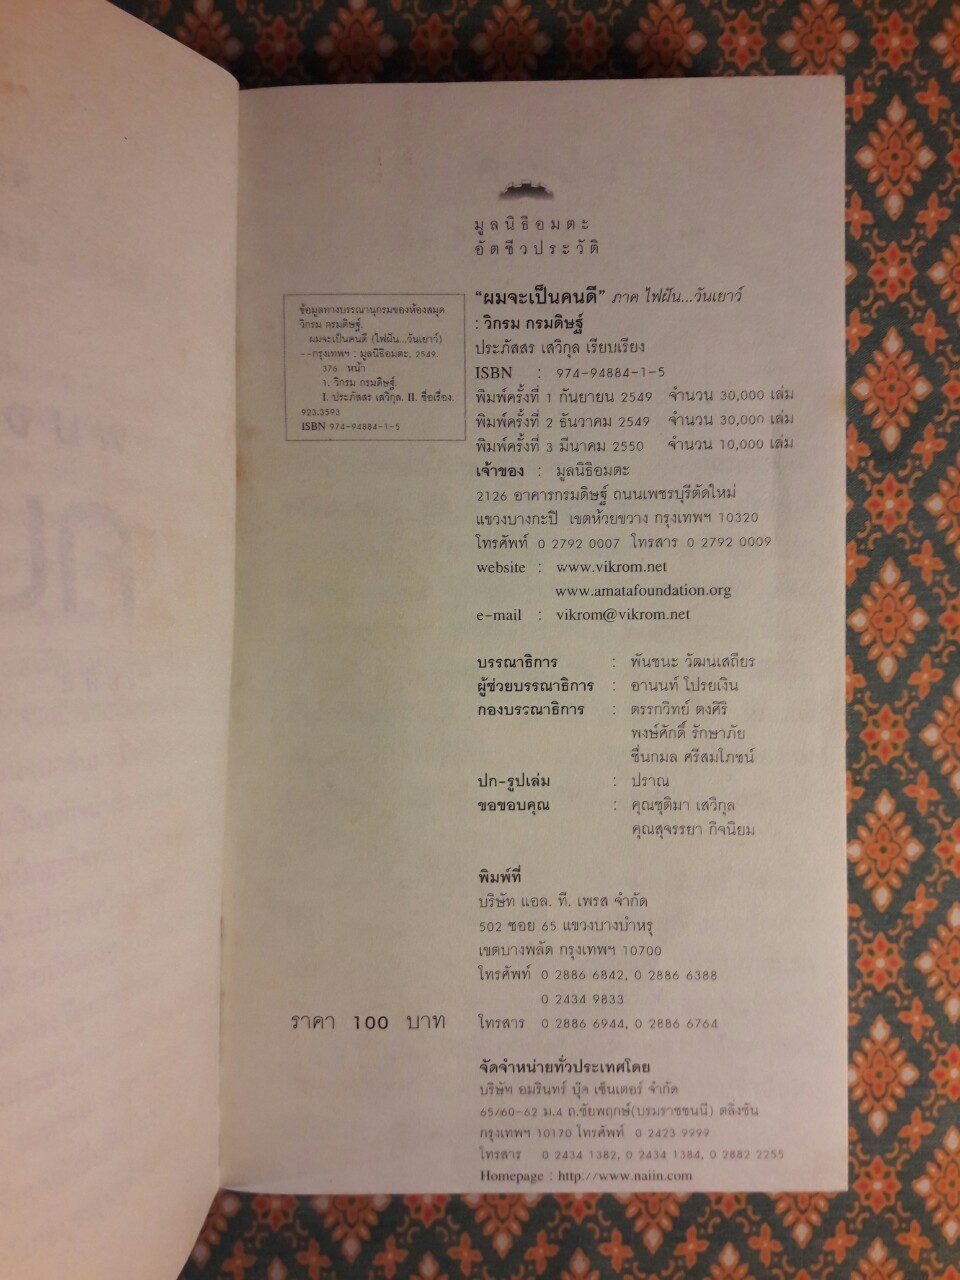 มูลนิธิอมตะ
อัตชีวประวัติ
"ผมจะเป็นคนดี" ภาค ไฟฝัน...วันเยาว์
: วิกรม กรมดิษฐ์
ประภัสสร เสวิกุล เรียบเรียง
ISBN : 974-94884-1-5
พิมพ์ครั้งที่ 1 กันยายน 2549 จำนวน 30,000 เล่ม
พิมพ์ครั้งที่ 2 ธันวาคม 2549 จำนวน 30,000 เล่ม
พิมพ์ครั้งที่ 3 มีนาคม 2550 จำนวน 10,000 เล่ม
เจ้าของ : มูลนิธิอมตะ
2126 อาคารกรมดิษฐ์ ถนนเพชรบุรีตัดใหม่
แขวงบางกะปิ เขตห้วยขวาง กรุงเทพฯ 10320
โทรศัพท์ 0 2792 0007 โทรสาร 0 2792 0009
website : www.vikrom.net
www.amatafoundation.org
e-mail : vikrom@vikrom.net
ข้อมูลทางบรรณานุกรมของห้องสมุด
วิกรม กรมดิษฐ์.
ผมจะเป็นคนดี (ไฟฝัน...วันเยาว์)
--กรุงเทพฯ : มูลนิธิอมตะ, 2549.
376 หน้า
1. วิกรม กรมดิษฐ์.
I. ประภัสสร เสวิกุล. II. ชื่อเรื่อง.
923.3593
ISBN 974-94884-1-5
บรรณาธิการ : พันชนะ วัฒนเสถียร
ผู้ช่วยบรรณาธิการ : อานนท์ โปรยเงิน
กองบรรณาธิการ : ตรรกวิทย์ ตงศิริ
พงษ์ศักดิ์ รักษาภัย
ชื่นกมล ศรีสมโภชน์
ปก-รูปเล่ม : ปราณ
ขอขอบคุณ : คุณชุติมา เสวิกุล
คุณสุจรรยา กิจนิยม
พิมพ์ที่
บริษัท แอล. ที. เพรส จำกัด
502 ซอย 65 แขวงบางบำหรุ
เขตบางพลัด กรุงเทพฯ 10700
โทรศัพท์ 0 2886 6842, 0 2886 6388
0 2434 9833
โทรสาร 0 2886 6944, 0 2886 6764
ราคา 100 บาท
จัดจำหน่ายทั่วประเทศโดย
บริษัท อมรินทร์ บุ๊ค เซ็นเตอร์ จำกัด
65/60-62 ม.4 ถ.ชัยพฤกษ์(บรมราชชนนี) ตลิ่งชัน
กรุงเทพฯ 10170 โทรศัพท์ 0 2423 9999
โทรสาร 0 2434 1382, 0 2434 1384, 0 2882 2255
Homepage : http://www.naiin.com